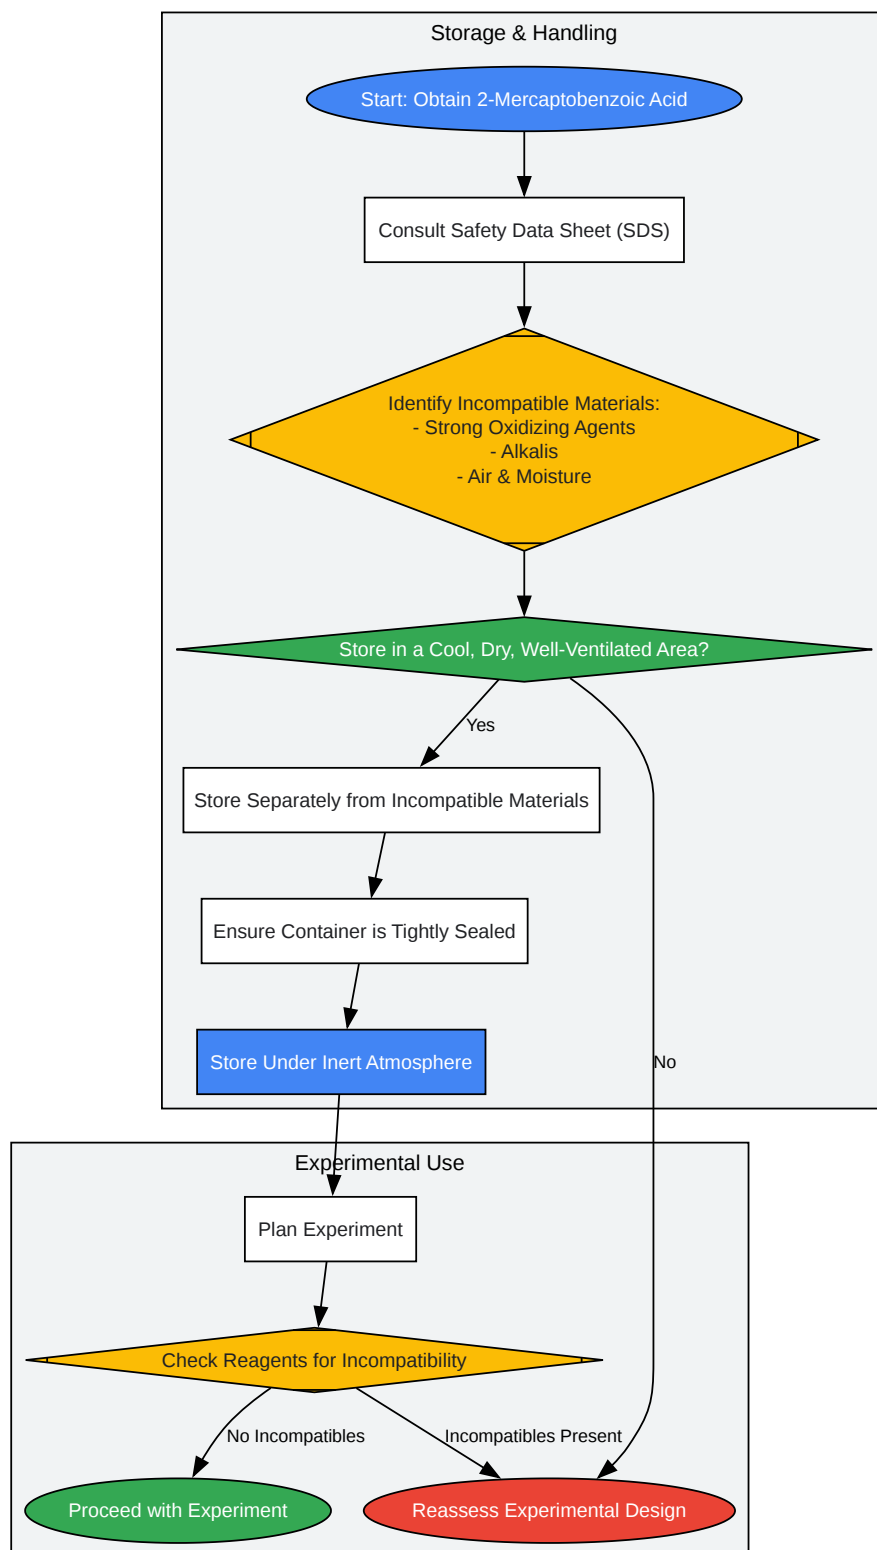 Storage & Handling
Start: Obtain 2-Mercaptobenzoic Acid
Consult Safety Data Sheet (SDS)
Identify Incompatible Materials:
- Strong Oxidizing Agents
- Alkalis
- Air & Moisture
Store in a Cool, Dry, Well-Ventilated Area?
Yes
Store Separately from Incompatible Materials
Ensure Container is Tightly Sealed
Store Under Inert Atmosphere
No
Experimental Use
Plan Experiment
Check Reagents for Incompatibility
No Incompatibles
Incompatibles Present
Proceed with Experiment
Reassess Experimental Design